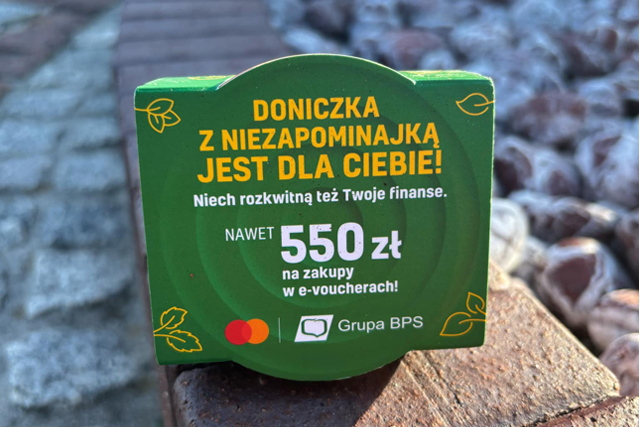 DONICZKA
Z NIEZAPOMINAJKĄ
JEST DLA CIEBIE!
Niech rozkwitną też Twoje finanse.
NAWET 550 zł
na zakupy
w e-voucherach!
Grupa BPS